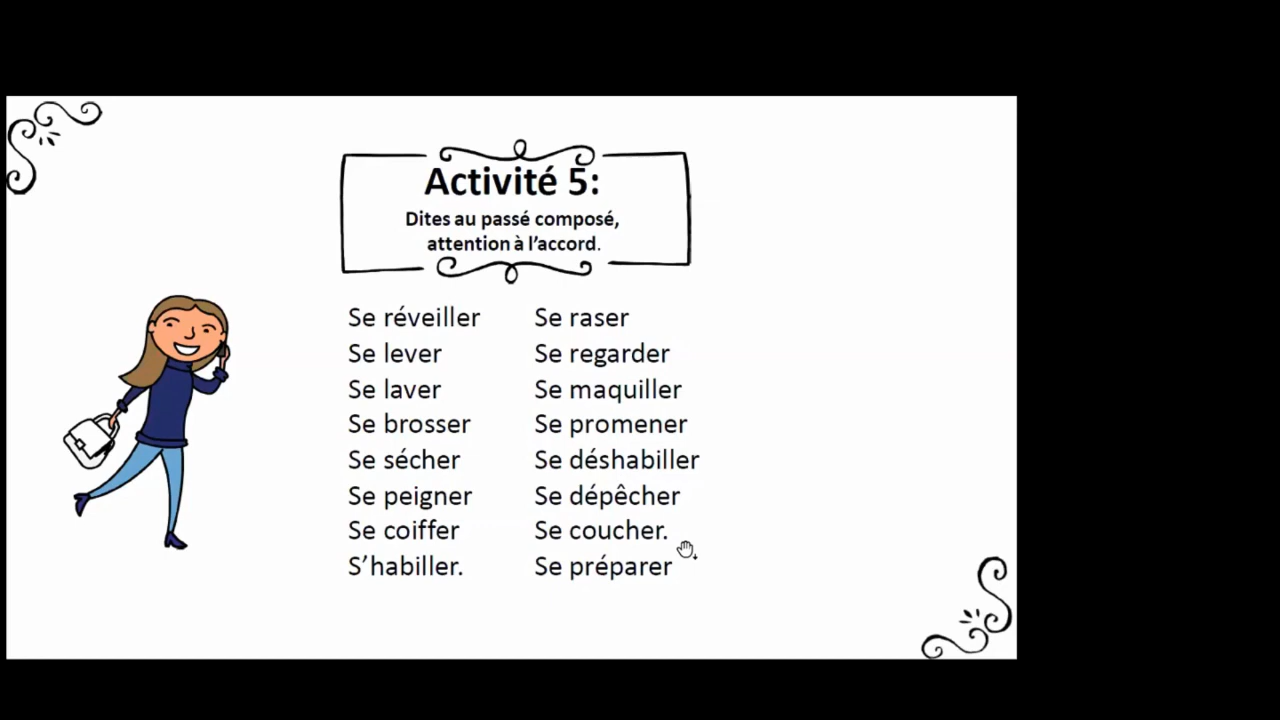 Activité 5:
Dites au passé composé,
attention à l'accord.
Se réveiller
Se lever
Se laver
Se brosser
Se sécher
Se peigner
Se coiffer
S'habiller.
Se raser
Se regarder
Se maquiller
Se promener
Se déshabiller
Se dépêcher
Se coucher.
Se préparer